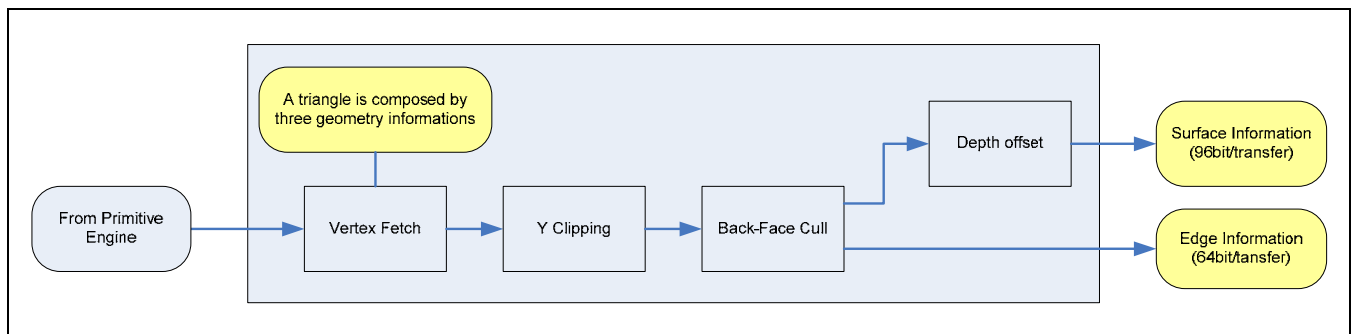 A triangle is composed by
three geometry informations
Depth offset
Surface Information
(96bit/transfer)
From Primitive
Engine
Vertex Fetch
Y Clipping
Back-Face Cull
Edge Information
(64bit/tansfer)